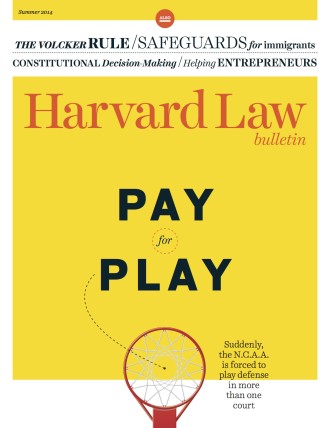 Summer 2014
ALSO
THE VOLCKER RULE / SAFEGUARDS for immigrants
CONSTITUTIONAL Decision-Making / Helping ENTREPRENEURS
Harvard Law
bulletin
PAY
for
PLAY
Suddenly,
the N.C.A.A.
is forced to
play defense
in more
than one
court